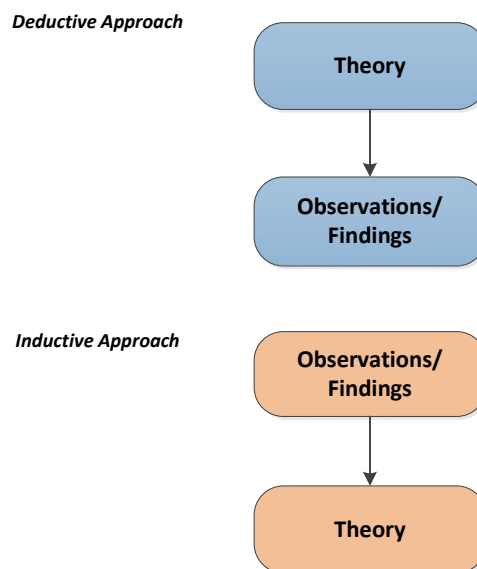 Deductive Approach
Theory
Observations/
Findings
Inductive Approach
Observations/
Findings
Theory